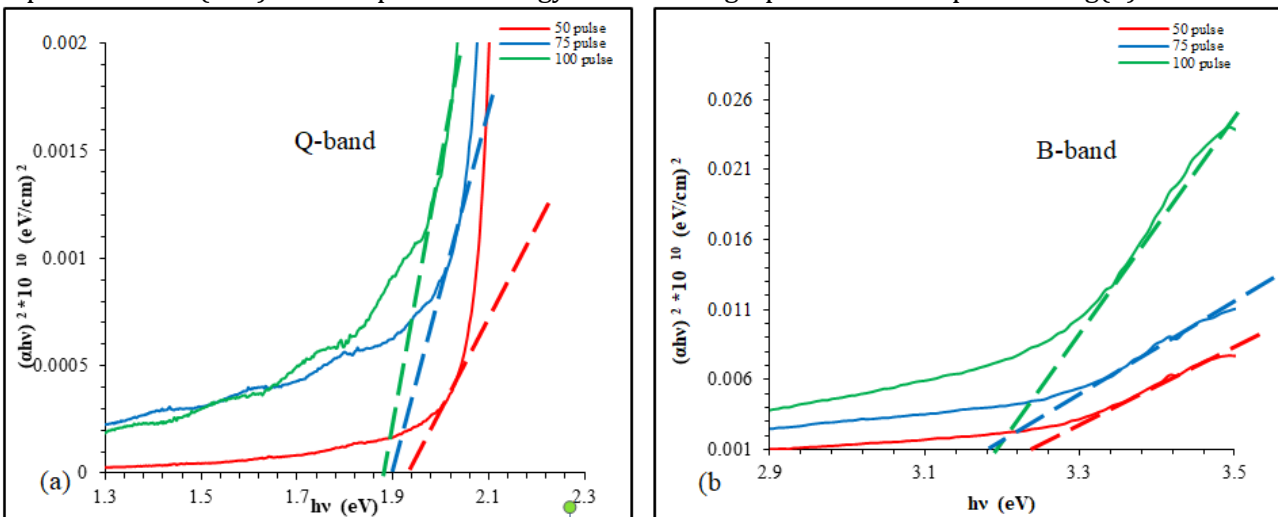 50 pulse
75 pulse
100 pulse
Q-band
(αhν) ² *10 ¹⁰ (eV/cm) ²
0.002
0.0015
0.001
0.0005
0
(a)
1.3 1.5 1.7 1.9 2.1 2.3
hν (eV)
50 pulse
75 pulse
100 pulse
B-band
(αhν) ² *10 ¹⁰ (eV/cm) ²
0.026
0.021
0.016
0.011
0.006
0.001
(b
2.9 3.1 3.3 3.5
hν (eV)